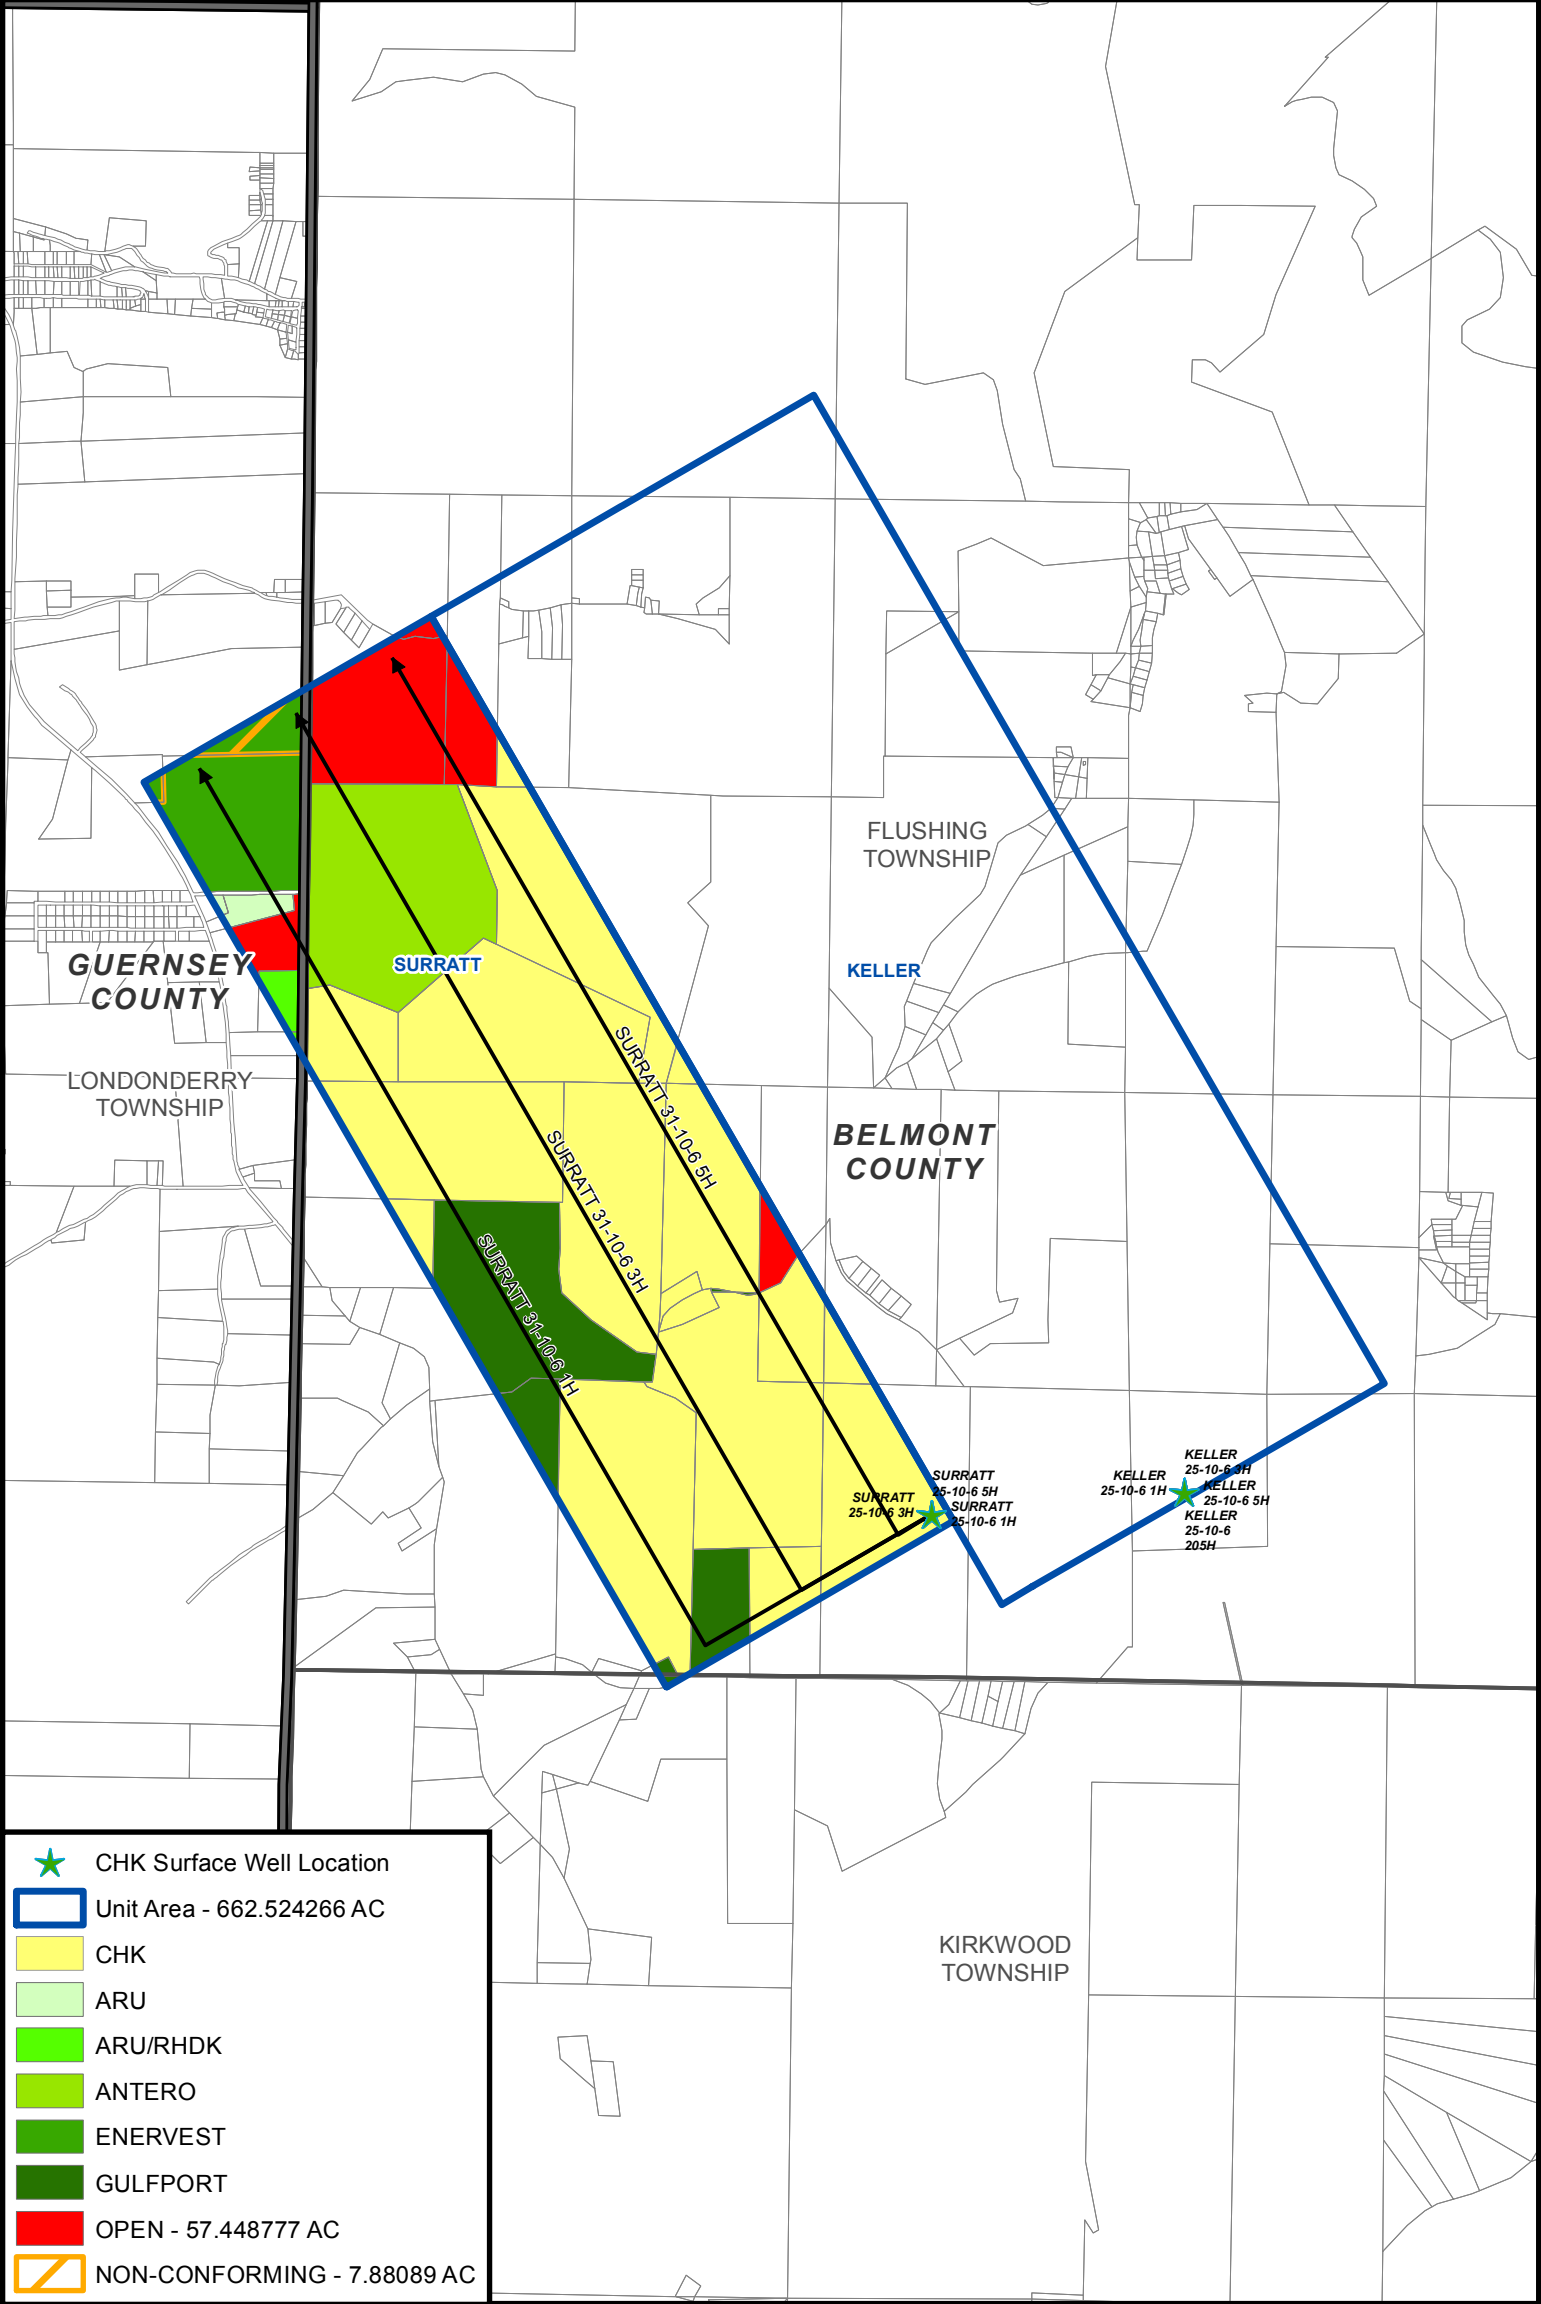 FLUSHING
TOWNSHIP
GUERNSEY
COUNTY
SURRATT
KELLER
LONDONDERRY
TOWNSHIP
BELMONT
COUNTY
SURRATT 31-10-6 5H
SURRATT 31-10-6 3H
SURRATT 31-10-6 1H
SURRATT
25-10-6 5H
SURRATT
25-10-6 3H
SURRATT
25-10-6 1H
KELLER
25-10-6 3H
KELLER
25-10-6 1H
KELLER
25-10-6 5H
KELLER
25-10-6
205H
KIRKWOOD
TOWNSHIP
CHK Surface Well Location
Unit Area - 662.524266 AC
CHK
ARU
ARU/RHDK
ANTERO
ENERVEST
GULFPORT
OPEN - 57.448777 AC
NON-CONFORMING - 7.88089 AC